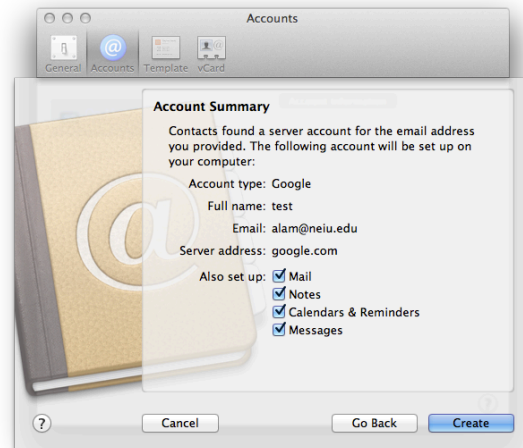 Accounts
General Accounts Template vCard
Account Information
Account Summary
Contacts found a server account for the email address
you provided. The following account will be set up on
your computer:
Account type: Google
Full name: test
Email: alam@neiu.edu
Server address: google.com
Also set up: Mail
Notes
Calendars & Reminders
Messages
? Cancel Go Back Create